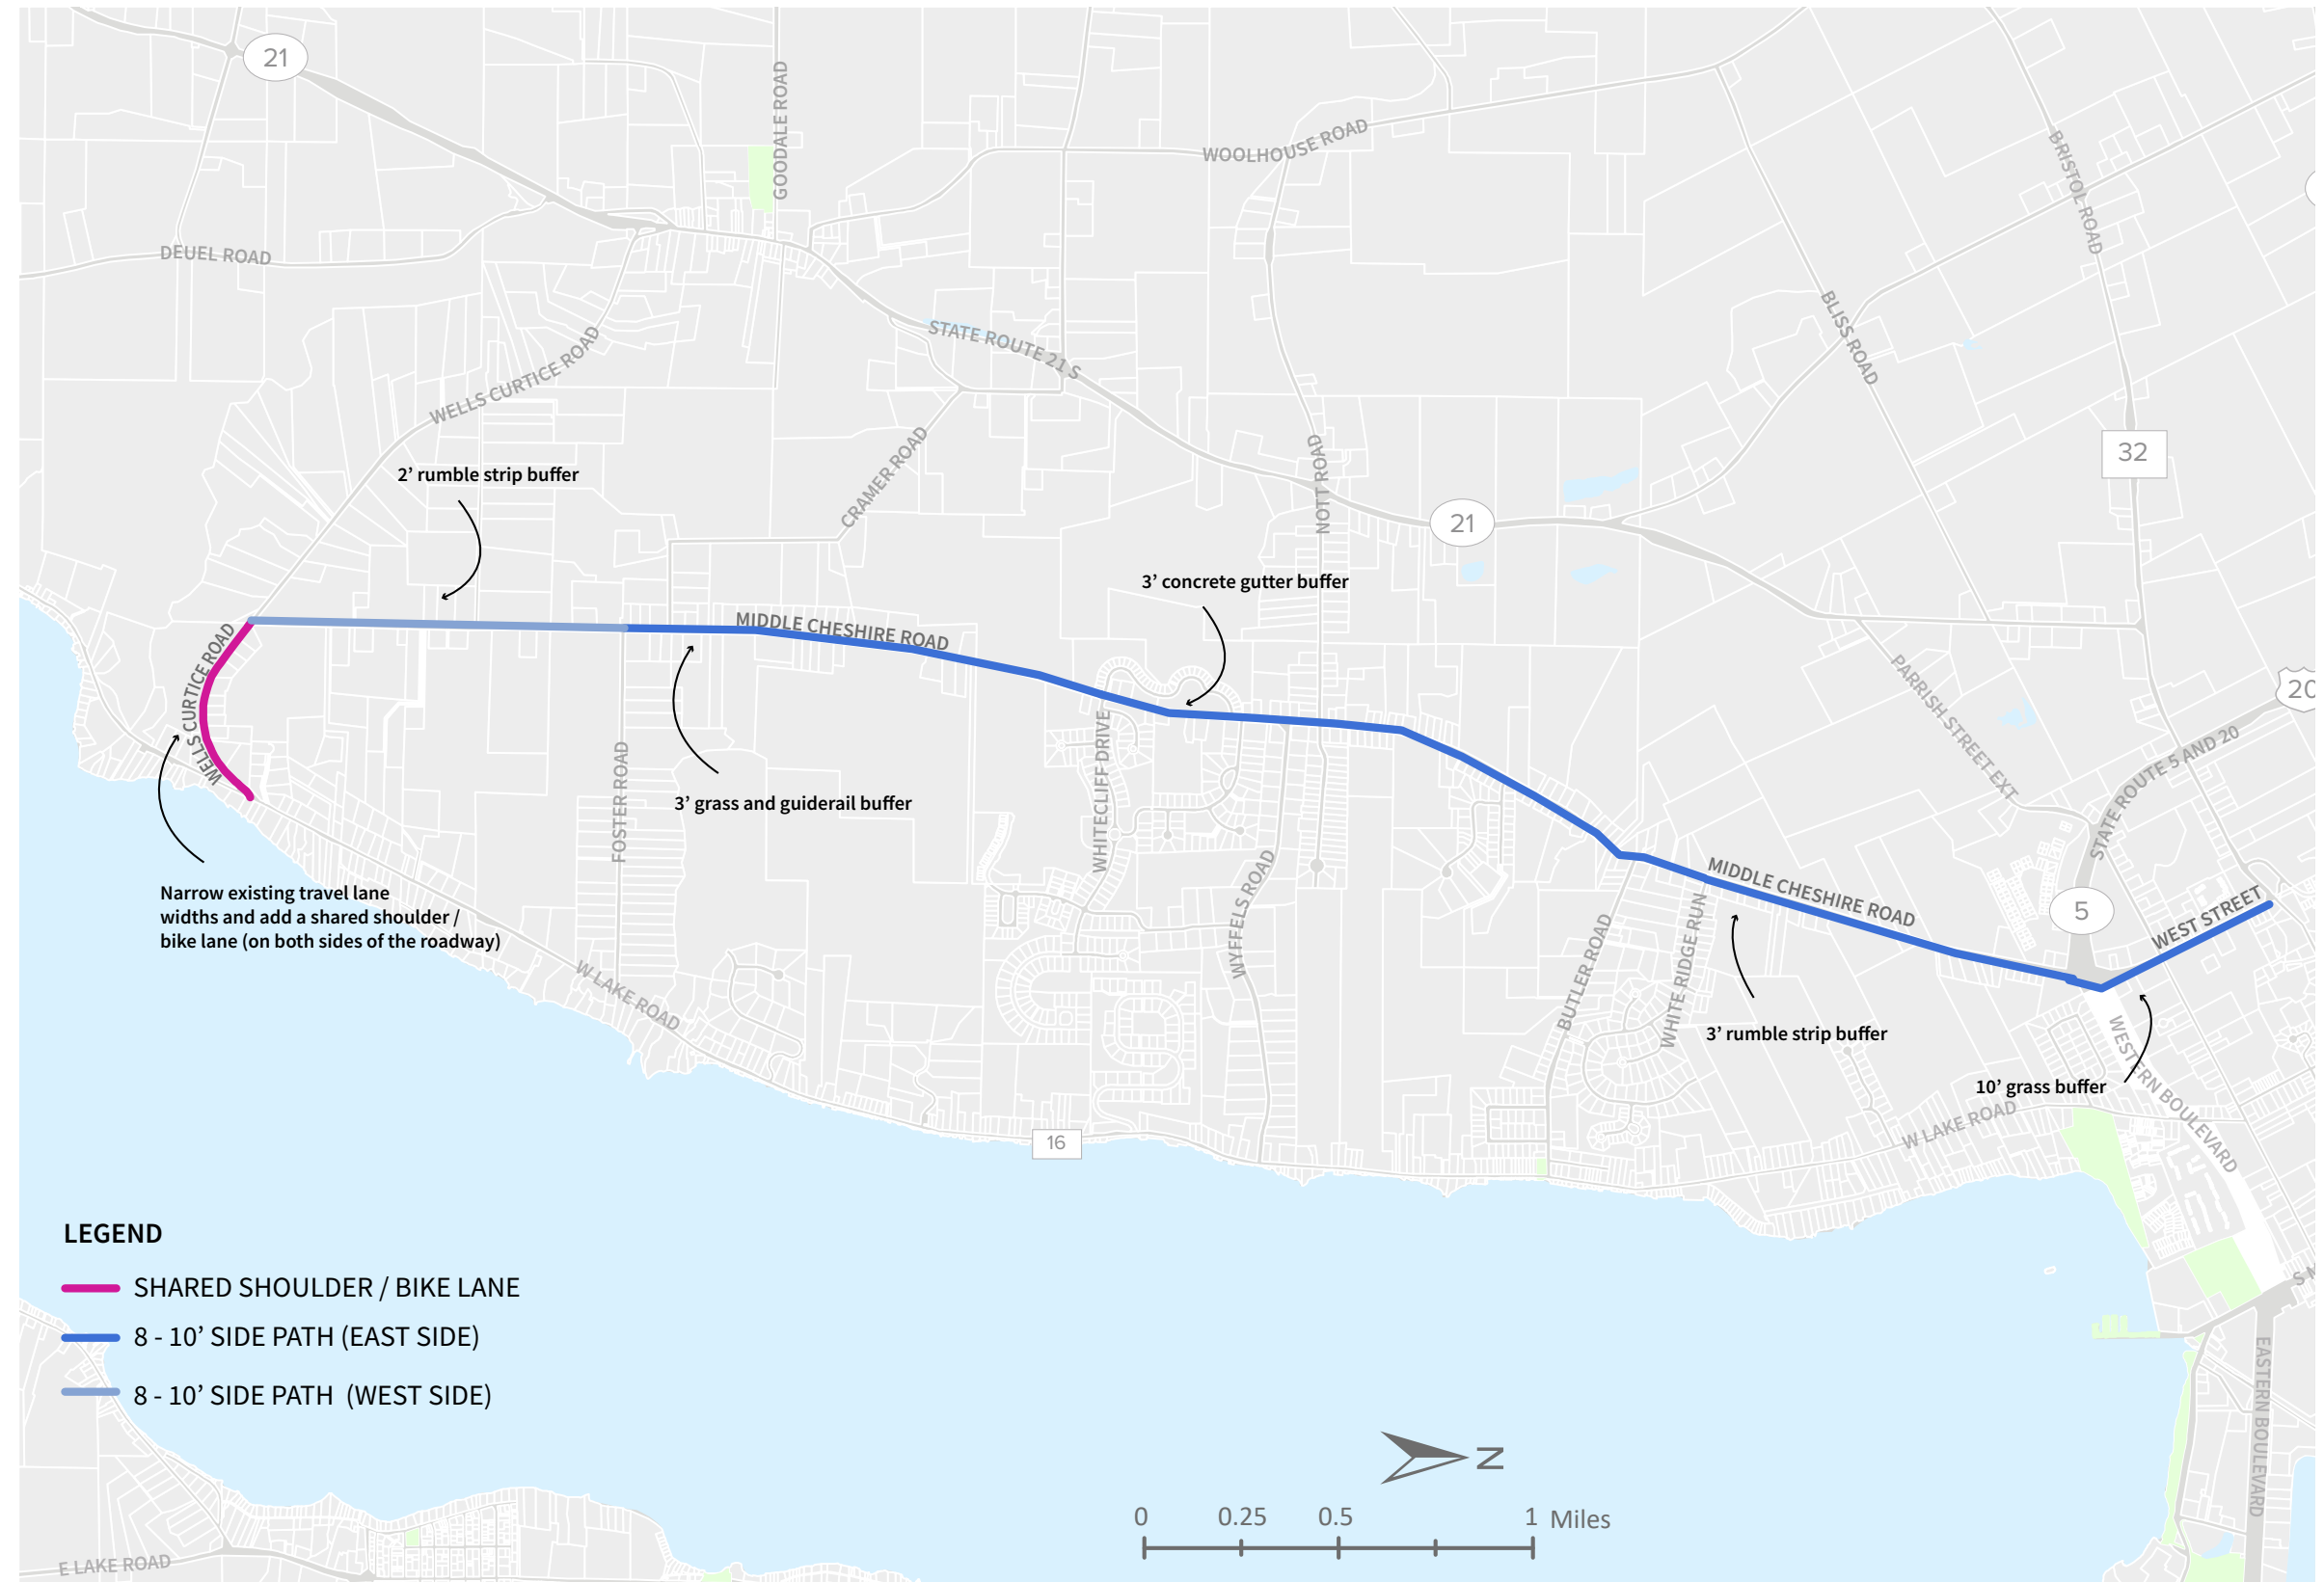 21
GOODALE ROAD
WOOLHOUSE ROAD
BRISTOL ROAD
DEUEL ROAD
STATE ROUTE 21 S
BLISS ROAD
WELLS CURTICE ROAD
32
2’ rumble strip buffer
CRAMER ROAD
NOTT ROAD
21
3’ concrete gutter buffer
MIDDLE CHESHIRE ROAD
WELLS CURTICE ROAD
PARRISH STREET EXT
20
STATE ROUTE 5 AND 20
3’ grass and guiderail buffer
FOSTER ROAD
WHITECLIFF DRIVE
WYFFELS ROAD
MIDDLE CHESHIRE ROAD
5
WEST STREET
Narrow existing travel lane
widths and add a shared shoulder /
bike lane (on both sides of the roadway)
W LAKE ROAD
BUTLER ROAD
WHITE RIDGE RUN
3’ rumble strip buffer
10’ grass buffer
WESTERN BOULEVARD
W LAKE ROAD
16
LEGEND
SHARED SHOULDER / BIKE LANE
8 - 10’ SIDE PATH (EAST SIDE)
8 - 10’ SIDE PATH (WEST SIDE)
EASTERN BOULEVARD
N
0 0.25 0.5 1 Miles
E LAKE ROAD